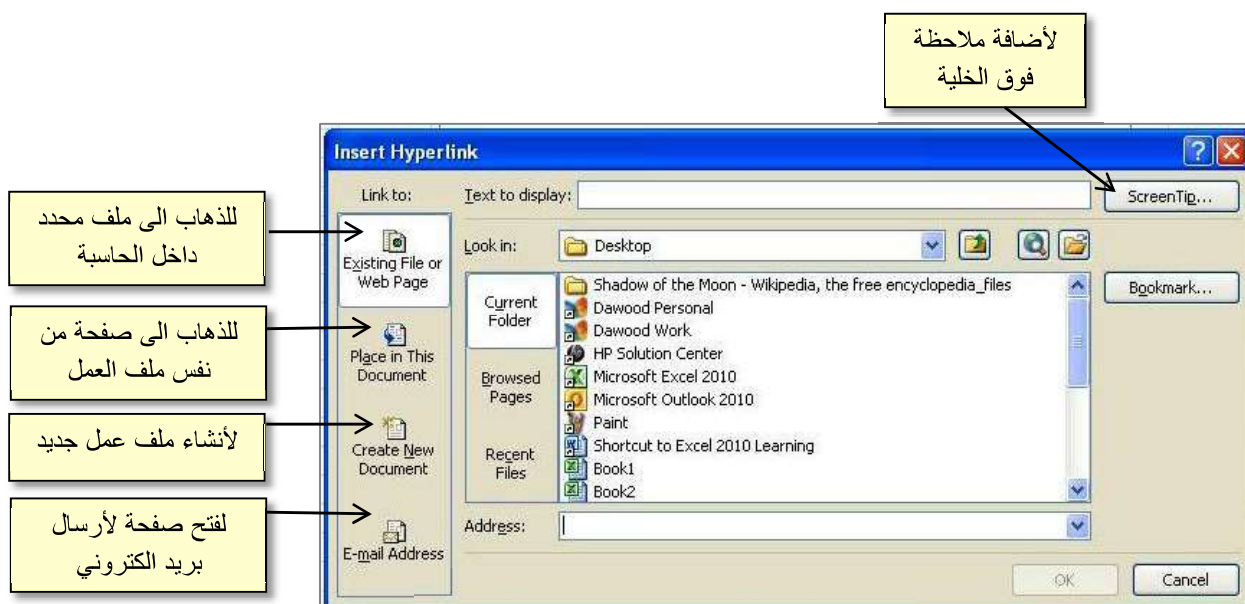 لأضافة ملاحظة
فوق الخلية
Insert Hyperlink
Link to:
Text to display:
ScreenTip...
للذهاب الى ملف محدد
داخل الحاسبة
Existing File or
Web Page
Look in:
Desktop
Bookmark...
Current
Folder
Shadow of the Moon - Wikipedia, the free encyclopedia_files
Dawood Personal
Dawood Work
HP Solution Center
Microsoft Excel 2010
Microsoft Outlook 2010
Paint
Shortcut to Excel 2010 Learning
Book1
Book2
Browsed
Pages
Recent
Files
للذهاب الى صفحة من
نفس ملف العمل
Place in This
Document
لأنشاء ملف عمل جديد
Create New
Document
لفتح صفحة لأرسال
بريد الكتروني
E-mail Address
Address:
OK
Cancel